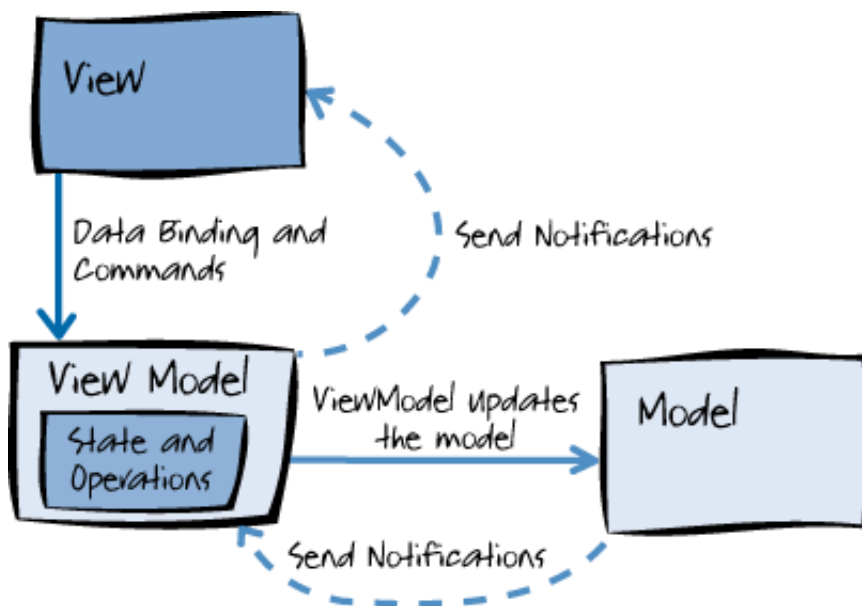 View
Data Binding and
Commands
Send Notifications
View Model
State and
Operations
ViewModel updates
the model
Model
Send Notifications